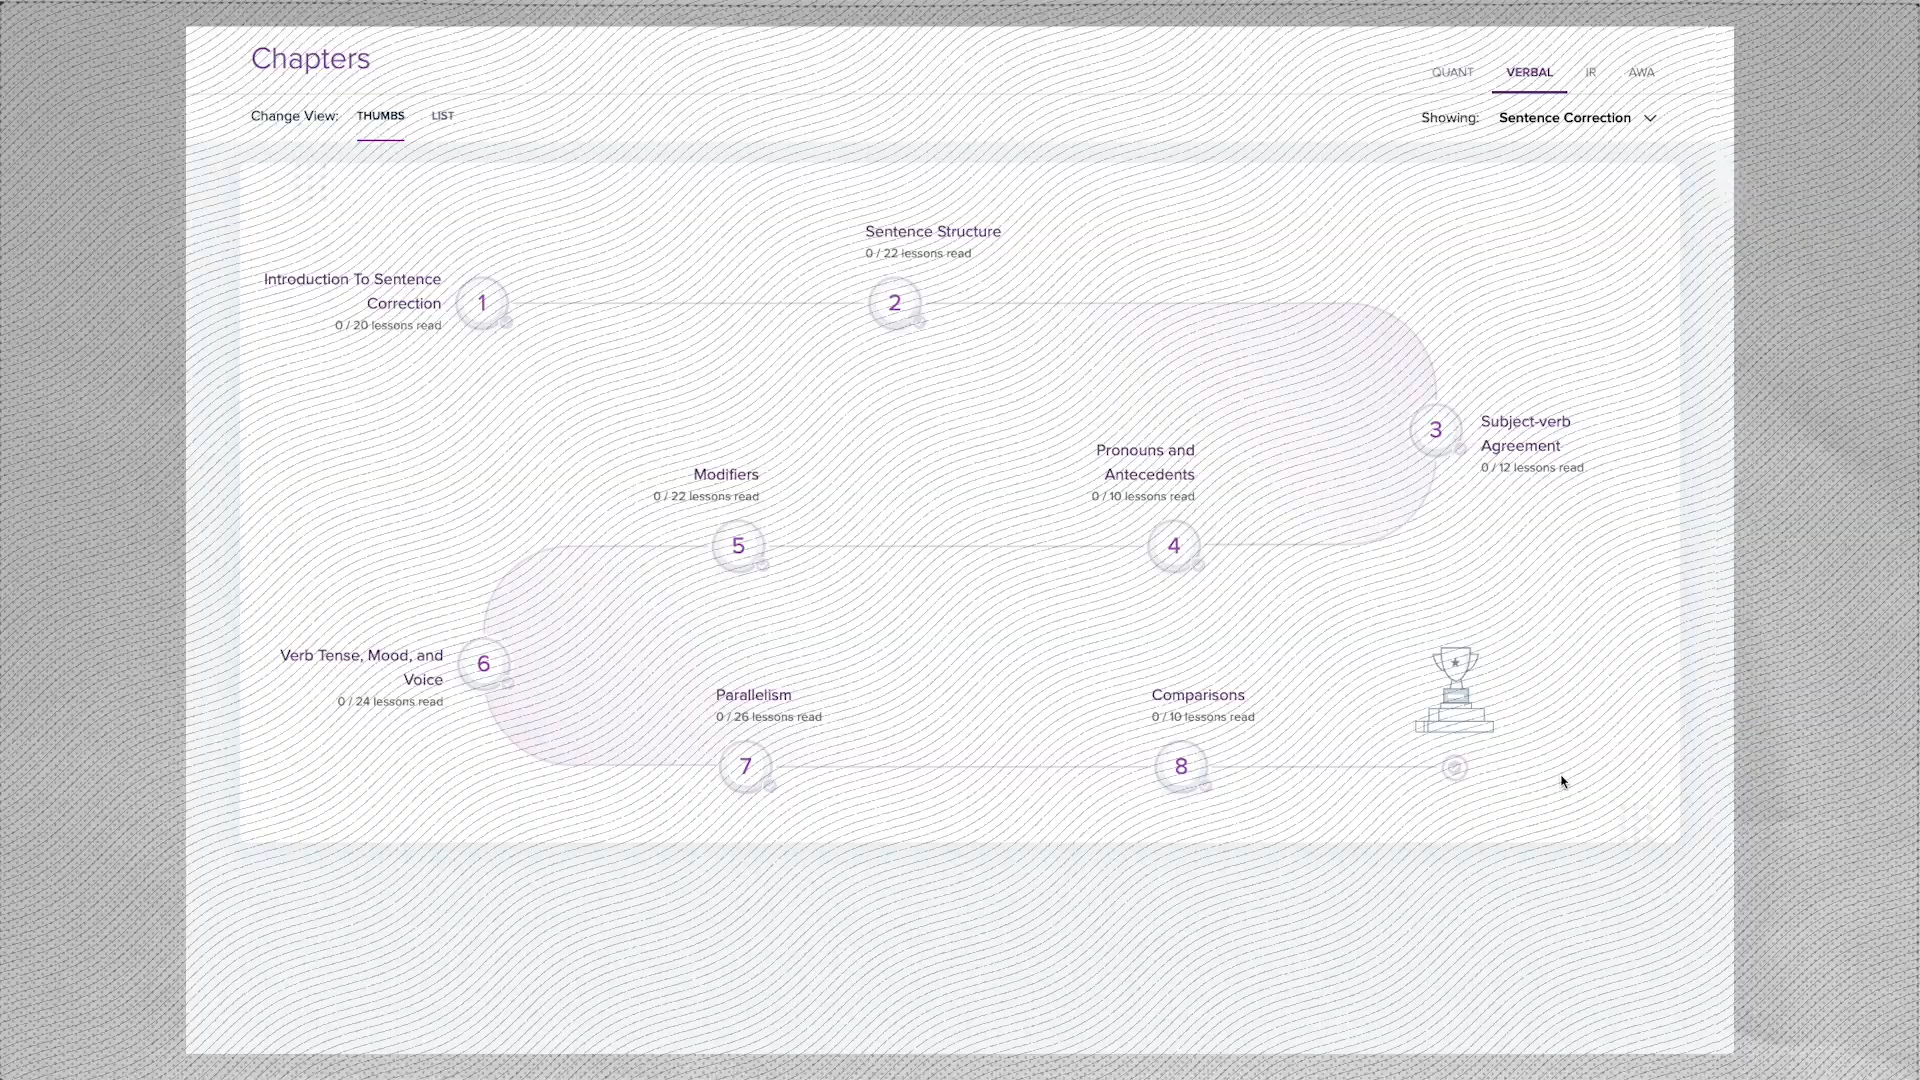 Chapters
QUANT VERBAL IR AWA
Change View: THUMBS LIST
Showing: Sentence Correction
Introduction To Sentence
Correction
0 / 20 lessons read
1
Sentence Structure
0 / 22 lessons read
2
3
Subject-verb
Agreement
0 / 12 lessons read
Pronouns and
Antecedents
0 / 10 lessons read
4
Modifiers
0 / 22 lessons read
5
Verb Tense, Mood, and
Voice
0 / 24 lessons read
6
Parallelism
0 / 26 lessons read
7
Comparisons
0 / 10 lessons read
8